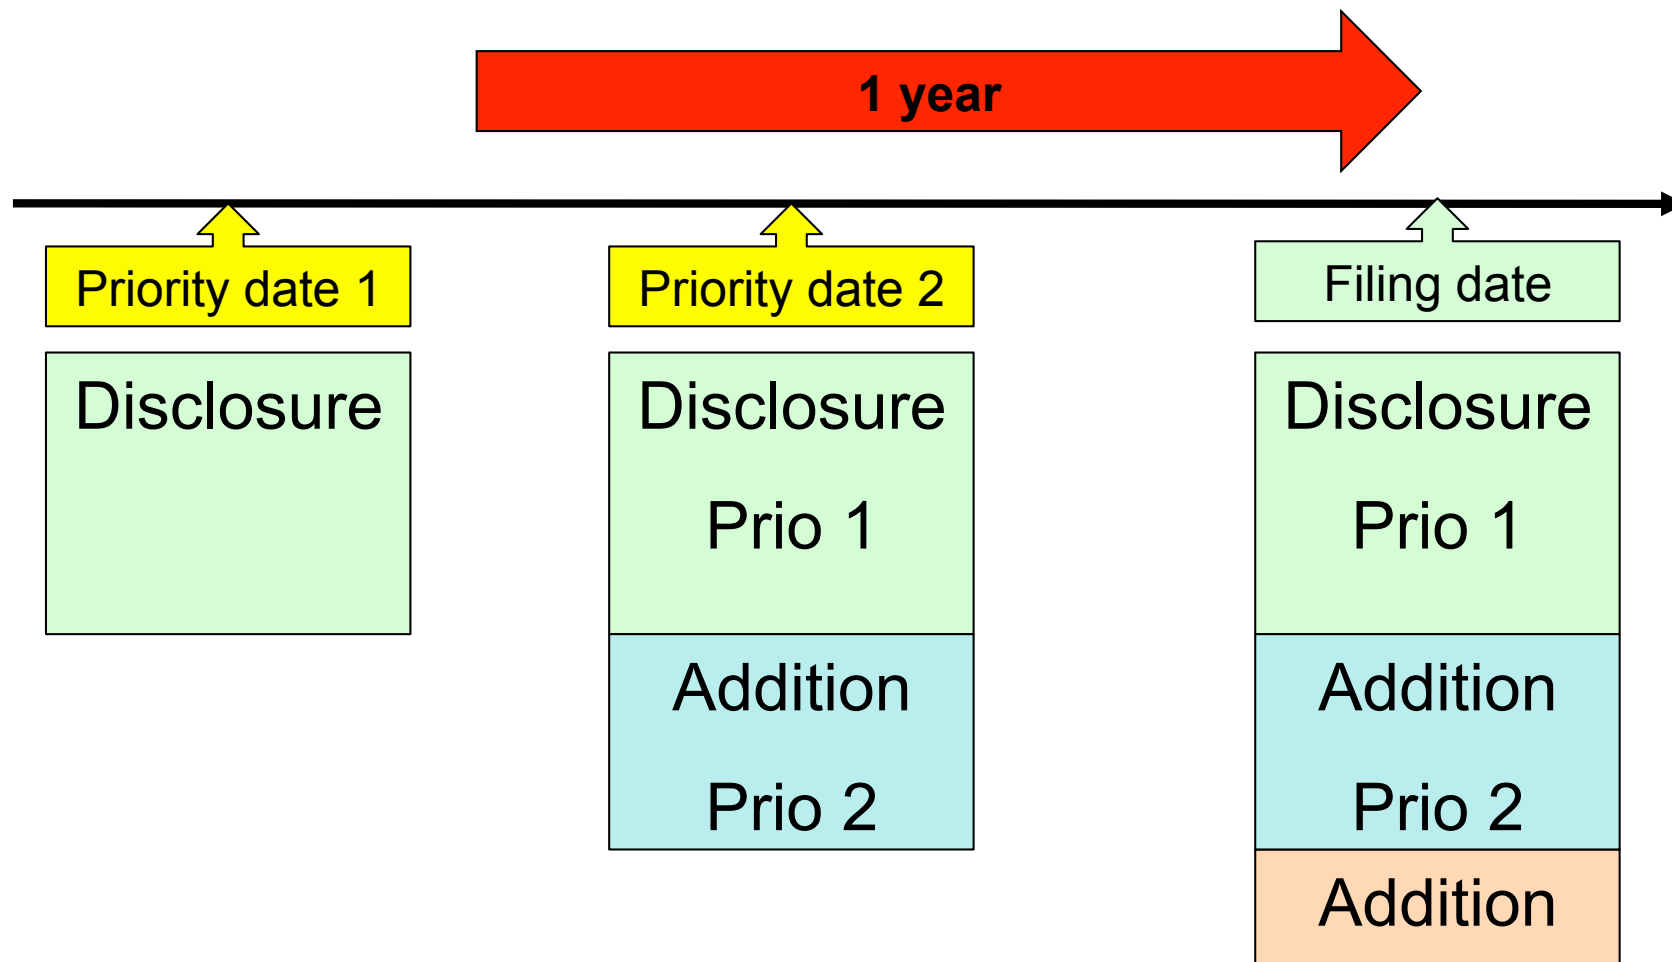 1 year
Priority date 1
Priority date 2
Filing date
Disclosure
Disclosure
Prio 1
Addition
Prio 2
Disclosure
Prio 1
Addition
Prio 2
Addition